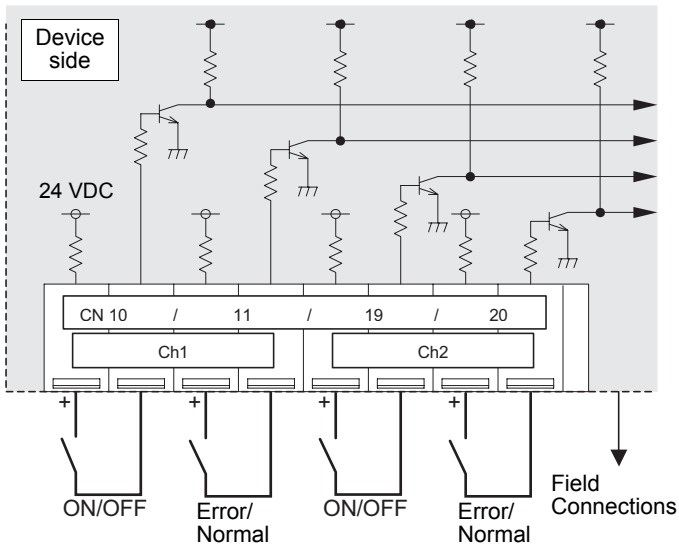 Device
side
24 VDC
CN 10 / 11 / 19 / 20
Ch1 Ch2
+ + + +
ON/OFF Error/
Normal ON/OFF Error/
Normal
Field
Connections